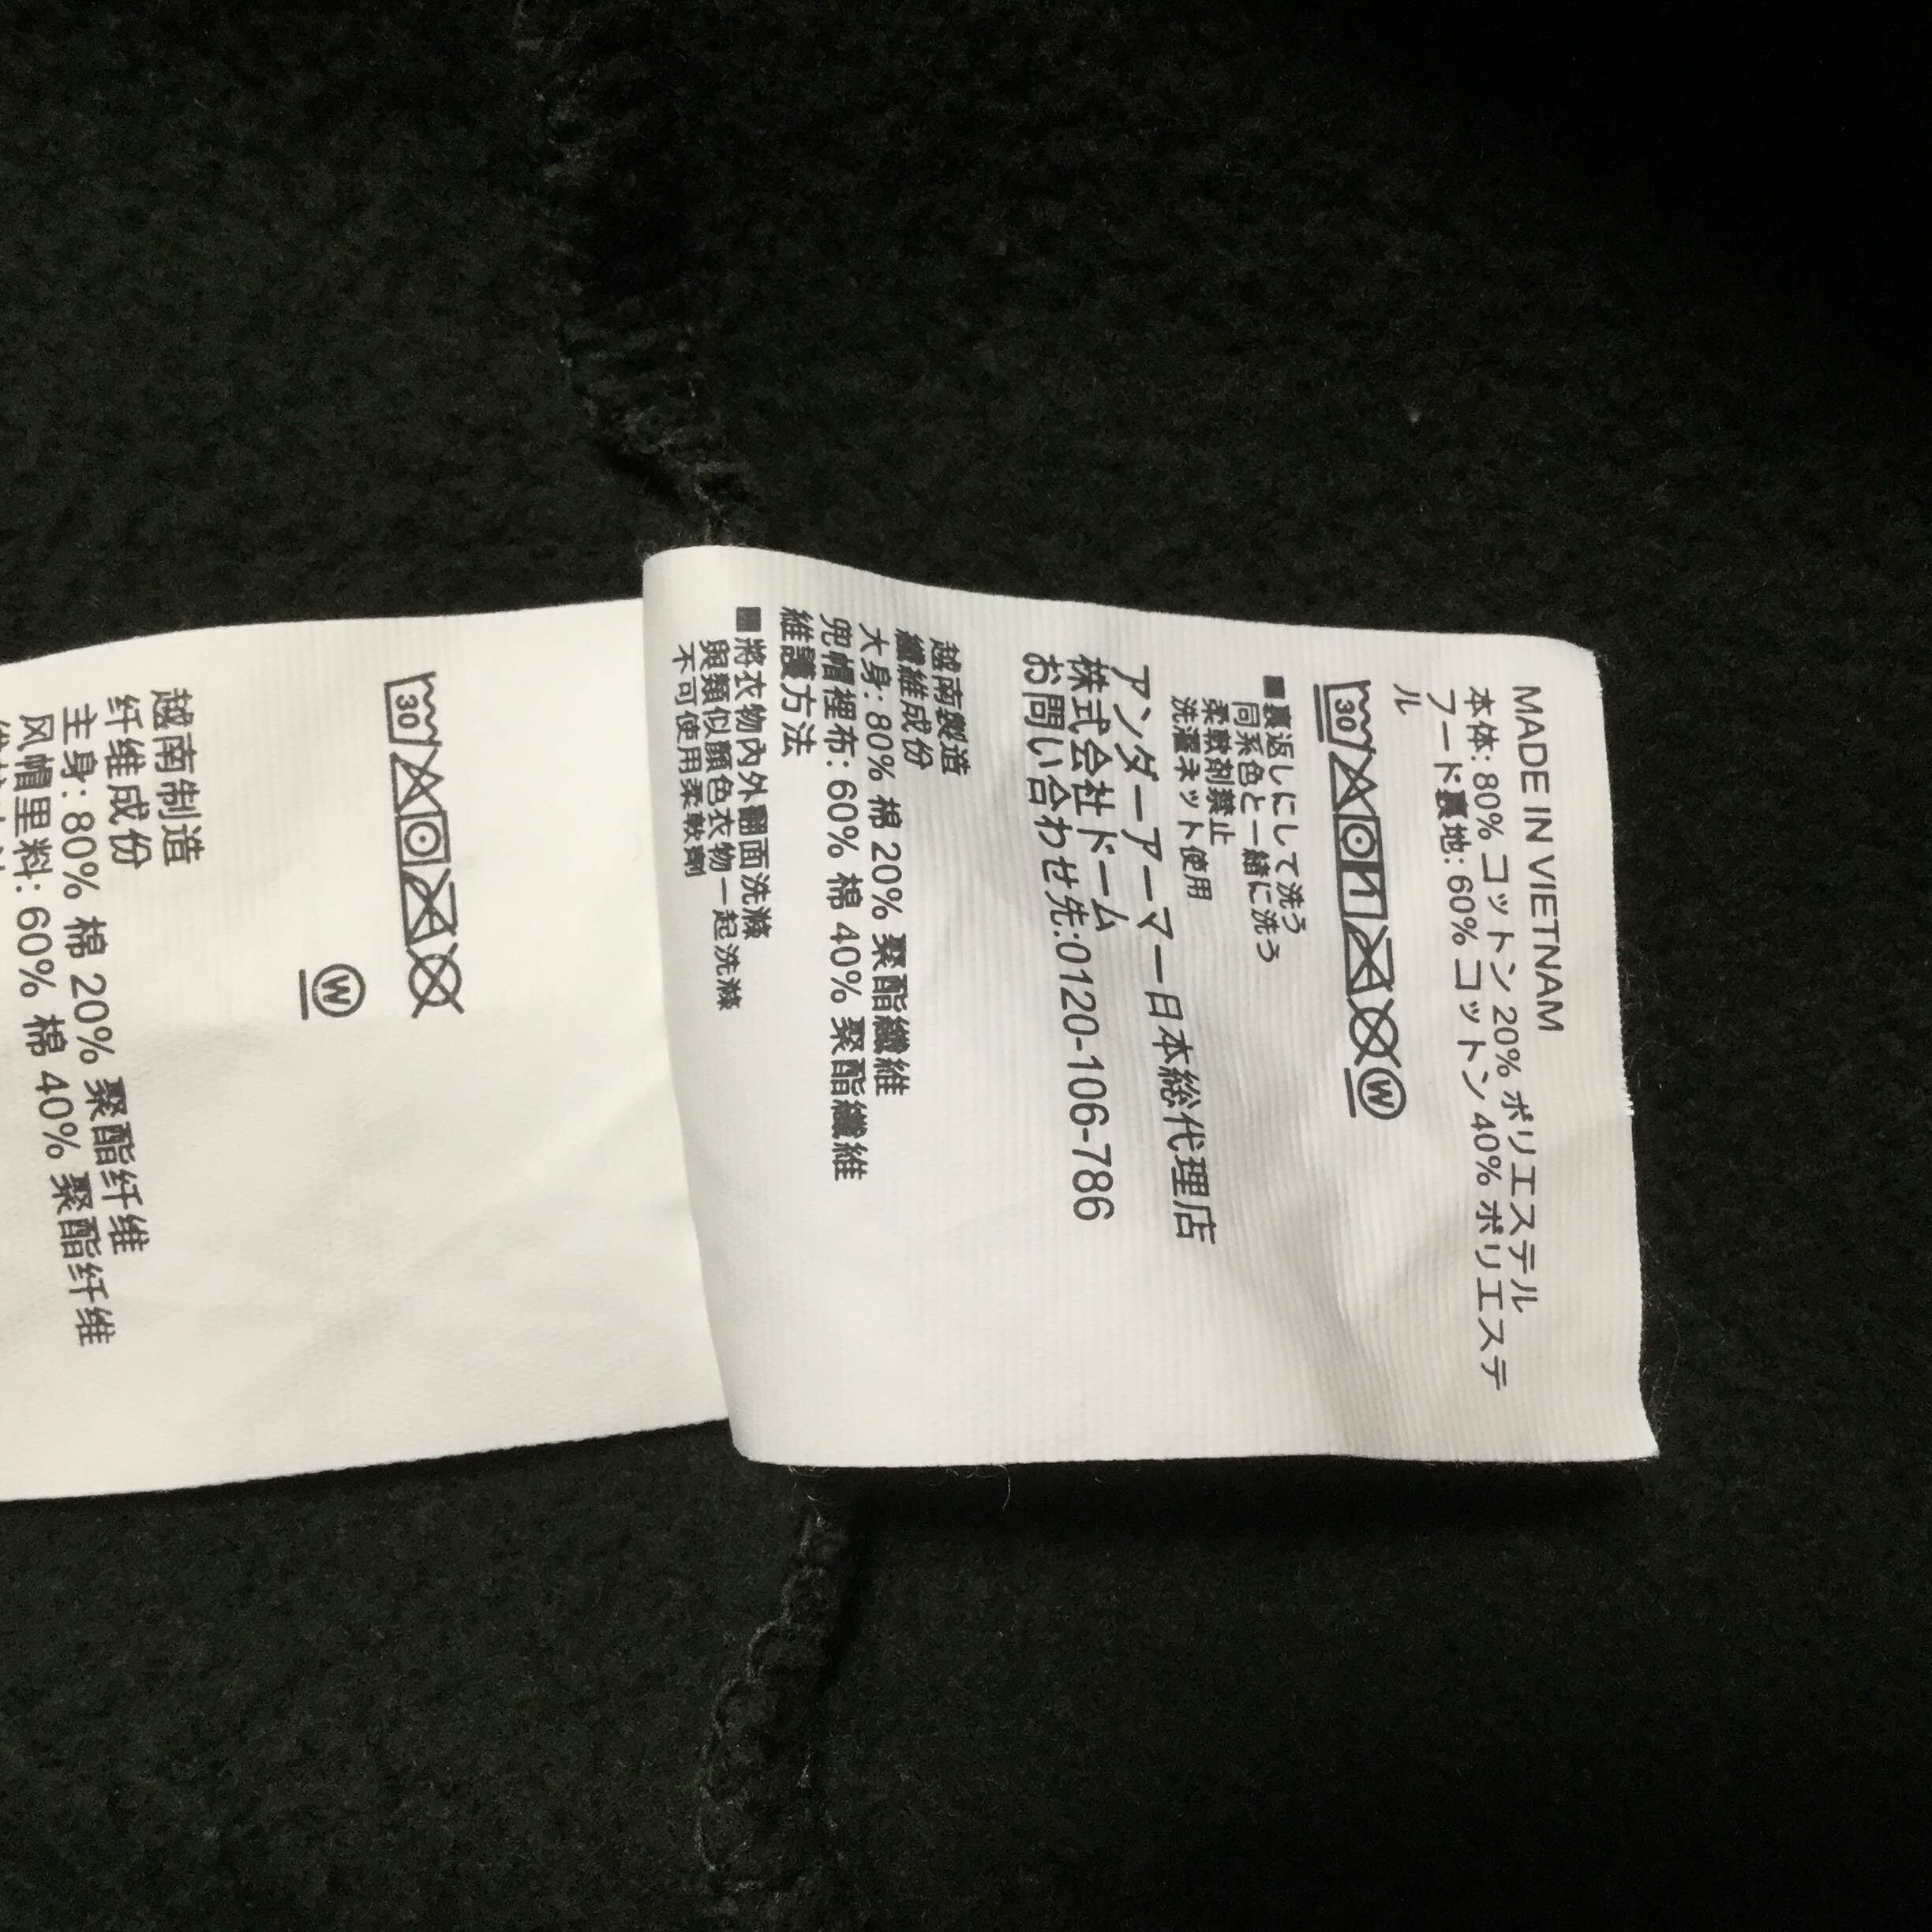 MADE IN VIETNAM
本体: 80% コットン 20% ポリエステル
フード裏地: 60% コットン 40% ポリエステ
ル
30
W
■裏返しにして洗う
同系色と一緒に洗う
柔軟剤禁止
洗濯ネット使用
アンダーアーマー日本総代理店
株式会社ドーム
お問い合わせ先:0120-106-786
越南製造
纖維成份
大身: 80% 棉 20% 聚酯纖維
兜帽裡布: 60% 棉 40% 聚酯纖維
維護方法
■將衣物內外翻面洗滌
與類似顏色衣物一起洗滌
不可使用柔軟劑
30
W
越南制造
纤维成份
主身: 80% 棉 20% 聚酯纤维
风帽里料: 60% 棉 40% 聚酯纤维